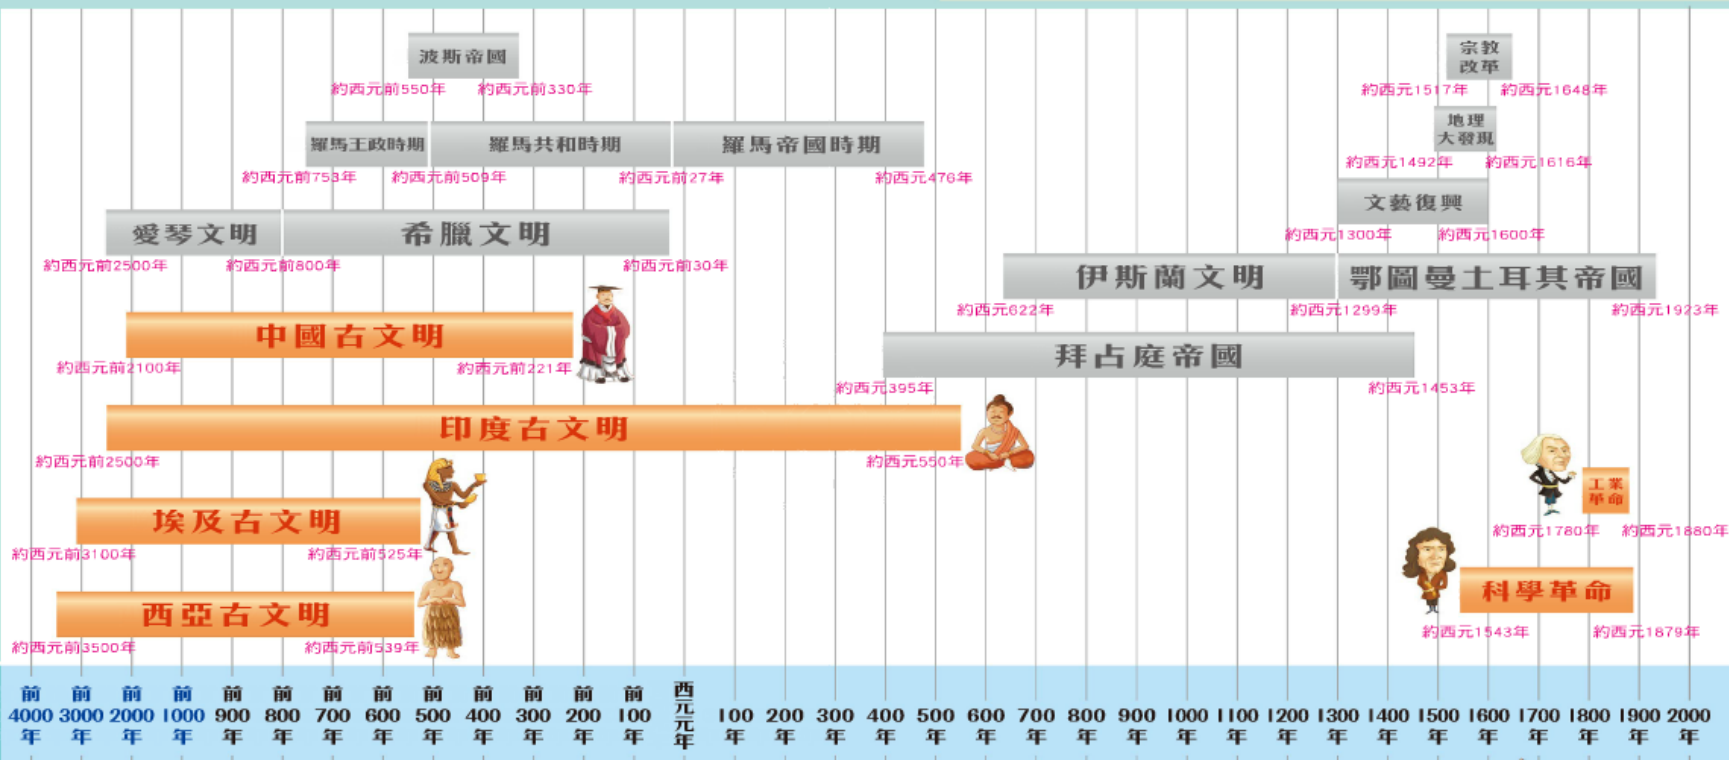 波斯帝國
宗教
改革
約西元前550年 約西元前330年
約西元1517年 約西元1648年
地理
大發現
羅馬王政時期 羅馬共和時期 羅馬帝國時期
約西元1492年 約西元1616年
約西元前753年 約西元前509年 約西元前27年 約西元476年
文藝復興
愛琴文明 希臘文明
約西元1300年 約西元1600年
約西元前2500年 約西元前800年 約西元前30年
伊斯蘭文明 鄂圖曼土耳其帝國
約西元622年 約西元1299年 約西元1923年
中國古文明
拜占庭帝國
約西元前2100年 約西元前221年
約西元395年 約西元1453年
印度古文明
約西元前2500年 約西元550年
工業
革命
埃及古文明
約西元1780年 約西元1880年
約西元前3100年 約西元前525年
科學革命
西亞古文明
約西元1543年 約西元1879年
約西元前3500年 約西元前539年
前4000年 前3000年 前2000年 前1000年 前900年 前800年 前700年 前600年 前500年 前400年 前300年 前200年 前100年 西元元年 100年 200年 300年 400年 500年 600年 700年 800年 900年 1000年 1100年 1200年 1300年 1400年 1500年 1600年 1700年 1800年 1900年 2000年